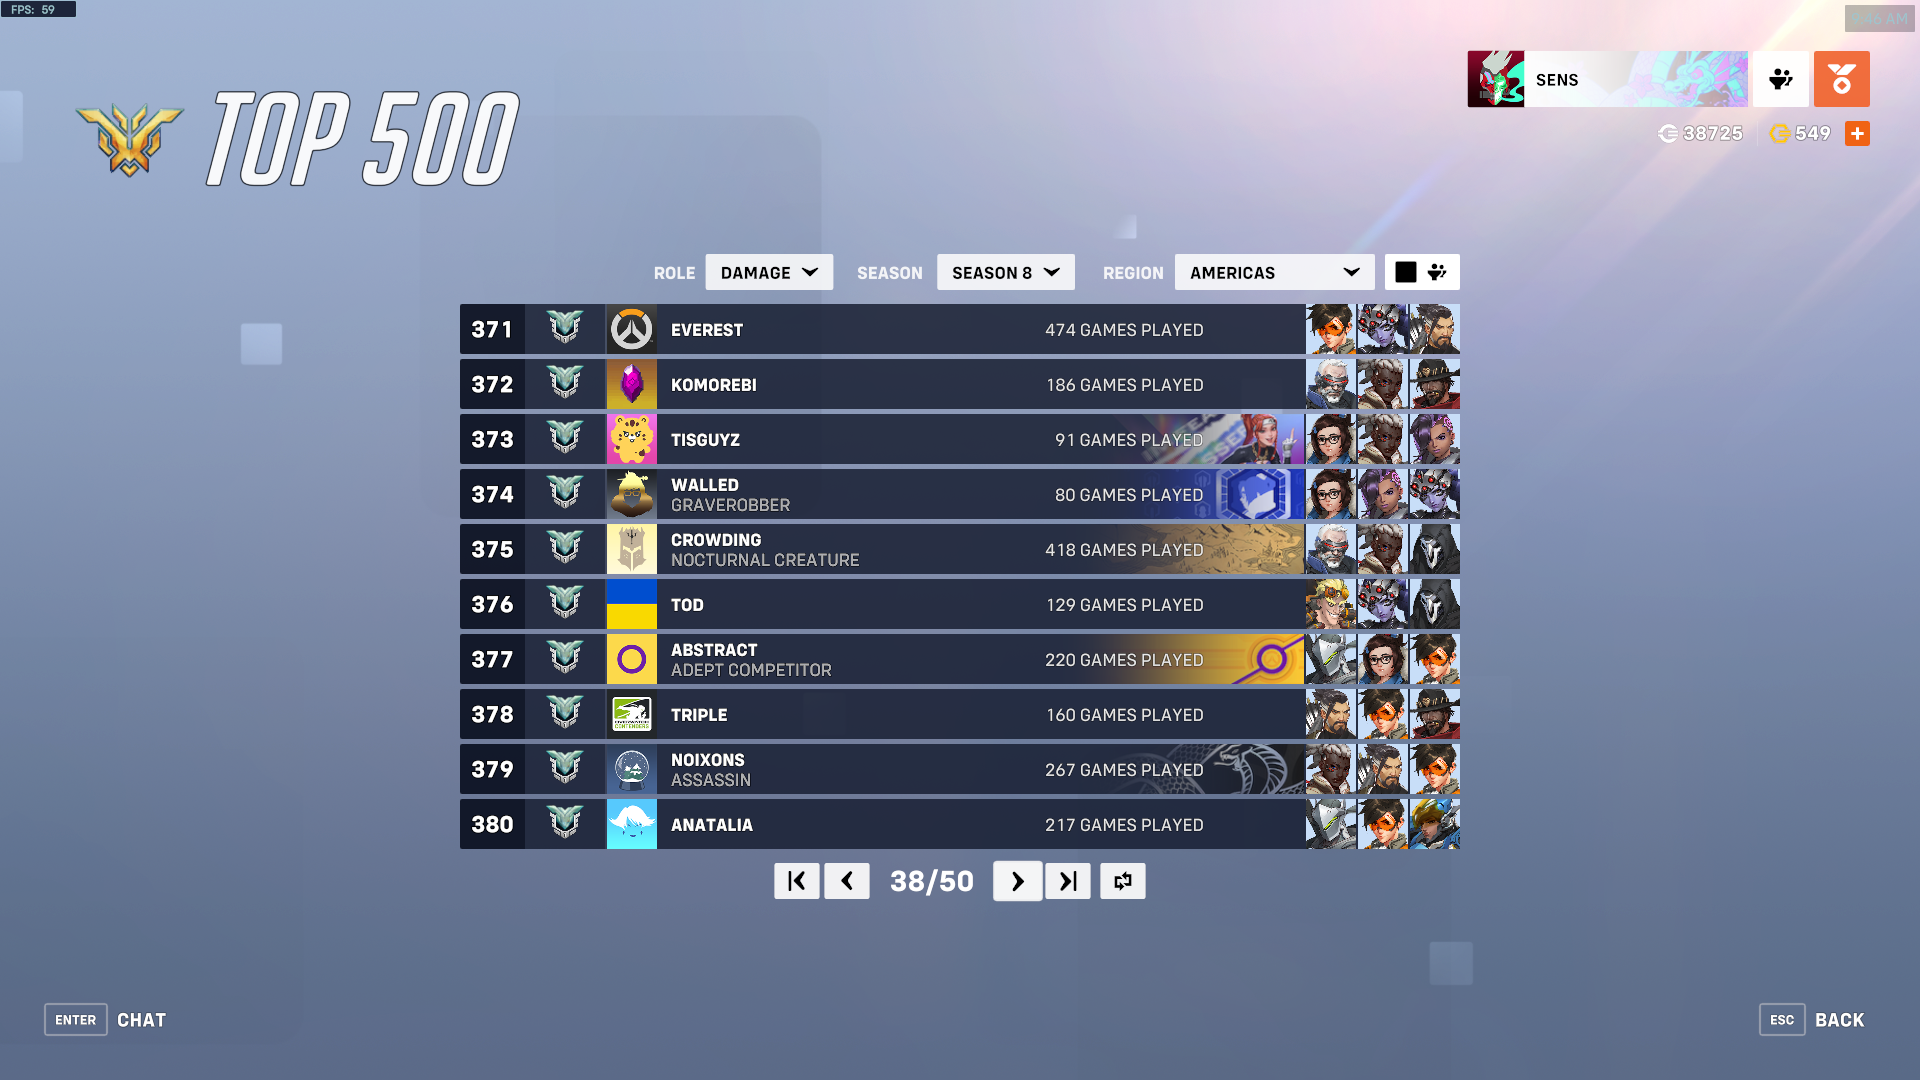 FPS: 59
TOP 500
SENS
38725
549
ROLE DAMAGE SEASON SEASON 8 REGION AMERICAS
371 EVEREST 474 GAMES PLAYED
372 KOMOREBI 186 GAMES PLAYED
373 TISGUYZ 91 GAMES PLAYED
374 WALLED 80 GAMES PLAYED
GRAVEROBBER
375 CROWDING 418 GAMES PLAYED
NOCTURNAL CREATURE
376 TOD 129 GAMES PLAYED
377 ABSTRACT 220 GAMES PLAYED
ADEPT COMPETITOR
378 TRIPLE 160 GAMES PLAYED
379 NOIXONS 267 GAMES PLAYED
ASSASSIN
380 ANATALIA 217 GAMES PLAYED
38/50
ENTER CHAT
ESC BACK